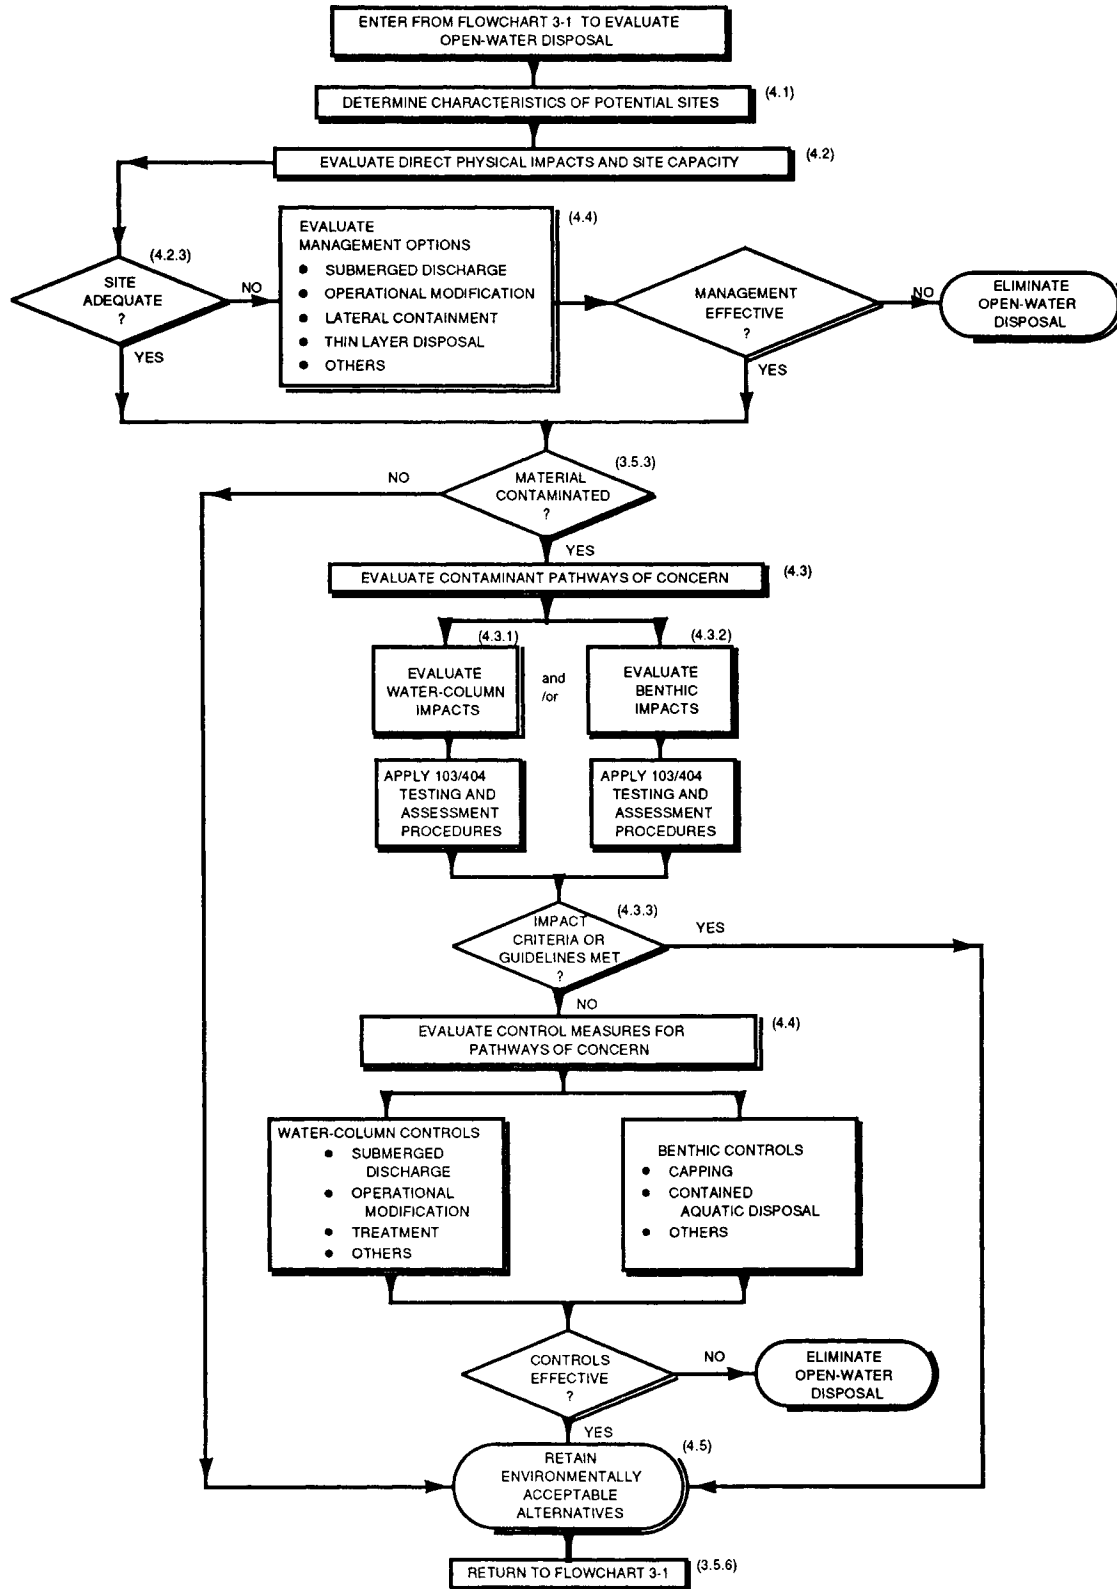 ENTER FROM FLOWCHART 3-1 TO EVALUATE
OPEN-WATER DISPOSAL
DETERMINE CHARACTERISTICS OF POTENTIAL SITES
(4.1)
EVALUATE DIRECT PHYSICAL IMPACTS AND SITE CAPACITY
(4.2)
(4.2.3)
SITE
ADEQUATE
?
NO
YES
(4.4)
EVALUATE
MANAGEMENT OPTIONS
● SUBMERGED DISCHARGE
● OPERATIONAL MODIFICATION
● LATERAL CONTAINMENT
● THIN LAYER DISPOSAL
● OTHERS
MANAGEMENT
EFFECTIVE
?
NO
YES
ELIMINATE
OPEN-WATER
DISPOSAL
(3.5.3)
MATERIAL
CONTAMINATED
?
NO
YES
EVALUATE CONTAMINANT PATHWAYS OF CONCERN
(4.3)
(4.3.1)
EVALUATE
WATER-COLUMN
IMPACTS
and
/or
(4.3.2)
EVALUATE
BENTHIC
IMPACTS
APPLY 103/404
TESTING AND
ASSESSMENT
PROCEDURES
APPLY 103/404
TESTING AND
ASSESSMENT
PROCEDURES
(4.3.3)
IMPACT
CRITERIA OR
GUIDELINES MET
?
YES
NO
EVALUATE CONTROL MEASURES FOR
PATHWAYS OF CONCERN
(4.4)
WATER-COLUMN CONTROLS
● SUBMERGED
DISCHARGE
● OPERATIONAL
MODIFICATION
● TREATMENT
● OTHERS
BENTHIC CONTROLS
● CAPPING
● CONTAINED
AQUATIC DISPOSAL
● OTHERS
CONTROLS
EFFECTIVE
?
NO
YES
ELIMINATE
OPEN-WATER
DISPOSAL
(4.5)
RETAIN
ENVIRONMENTALLY
ACCEPTABLE
ALTERNATIVES
RETURN TO FLOWCHART 3-1
(3.5.6)